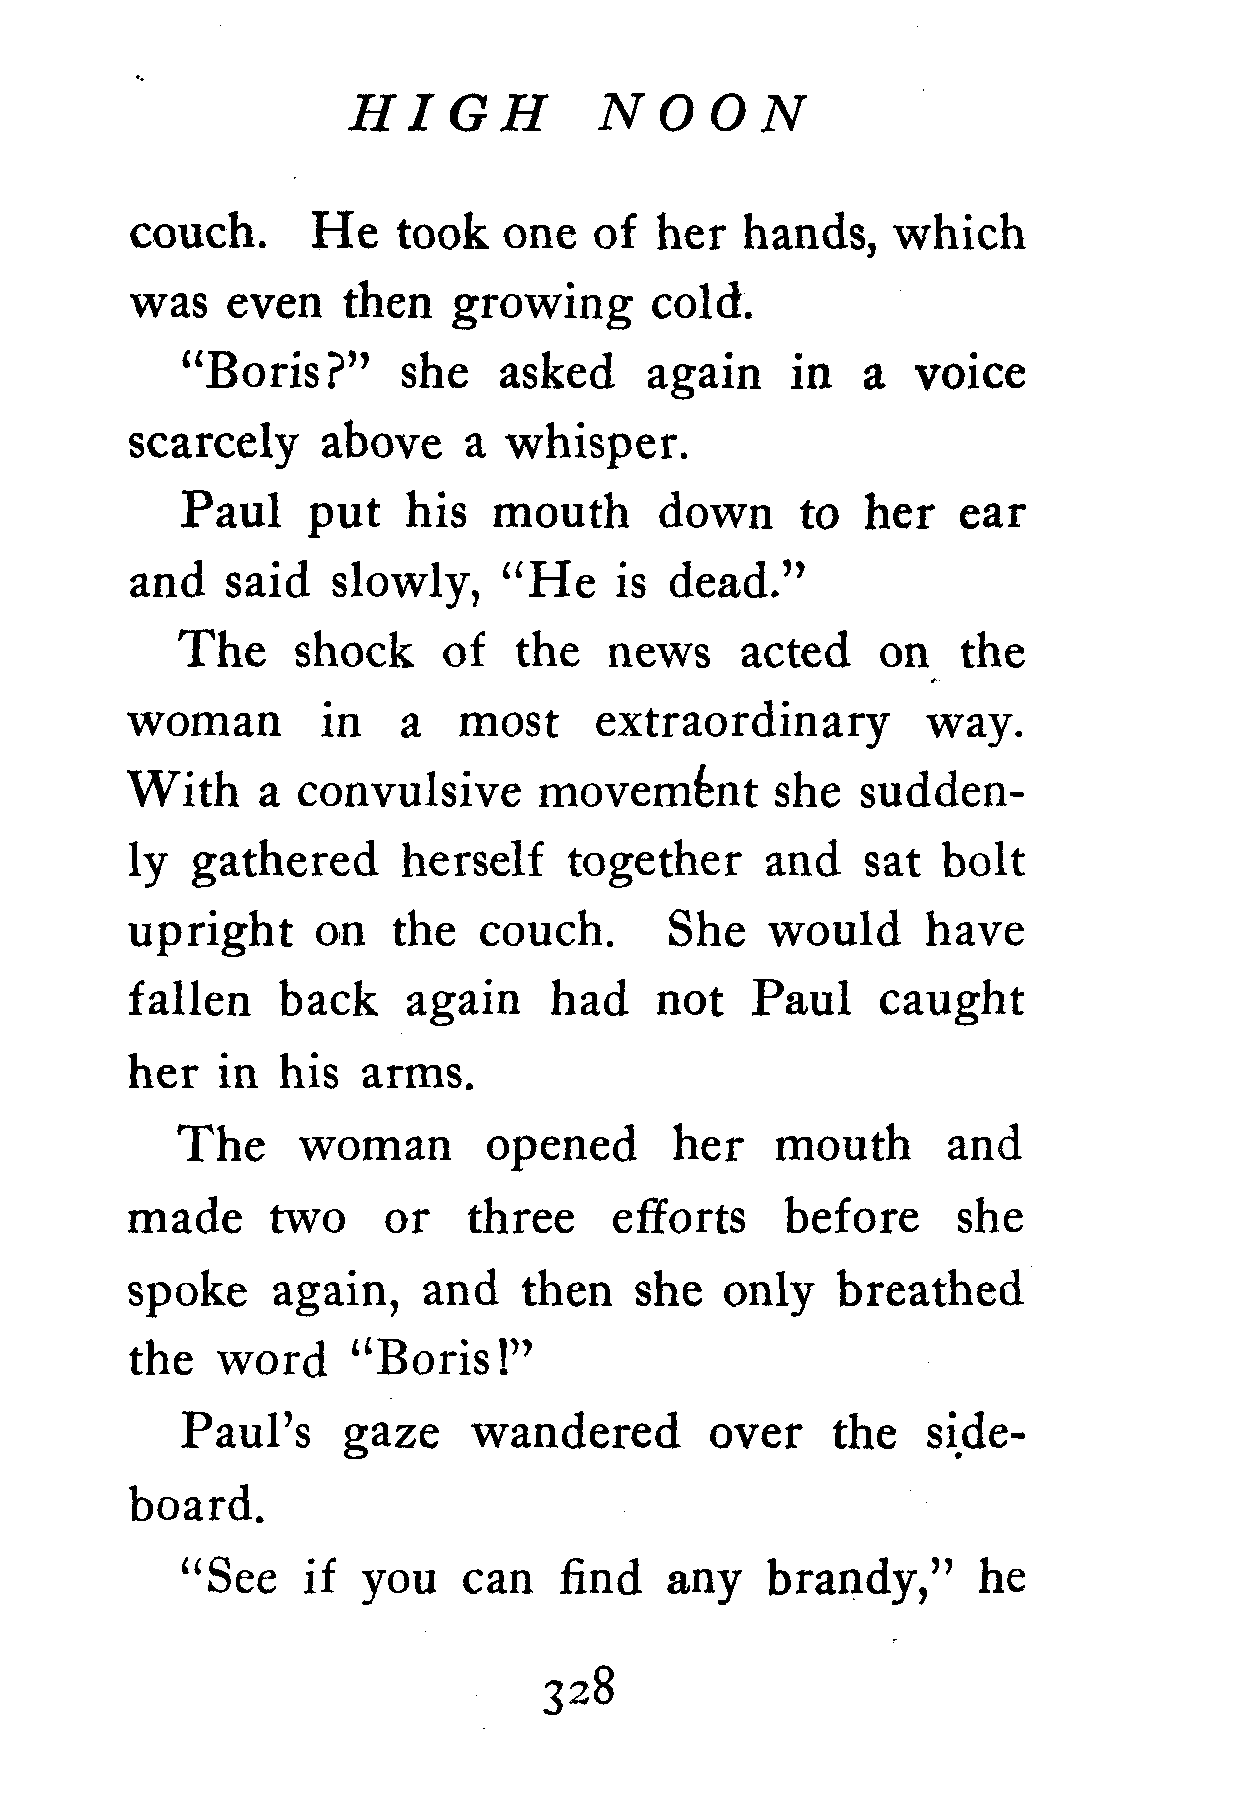 HIGH NOON
couch. He took one of her hands, which
was even then growing cold.
"Boris?" she asked again in a voice
scarcely above a whisper.
Paul put his mouth down to her ear
and said slowly, "He is dead."
The shock of the news acted on the
woman in a most extraordinary way.
With a convulsive movement she sudden-
ly gathered herself together and sat bolt
upright on the couch. She would have
fallen back again had not Paul caught
her in his arms.
The woman opened her mouth and
made two or three efforts before she
spoke again, and then she only breathed
the word "Boris!"
Paul's gaze wandered over the side-
board.
"See if you can find any brandy," he
328